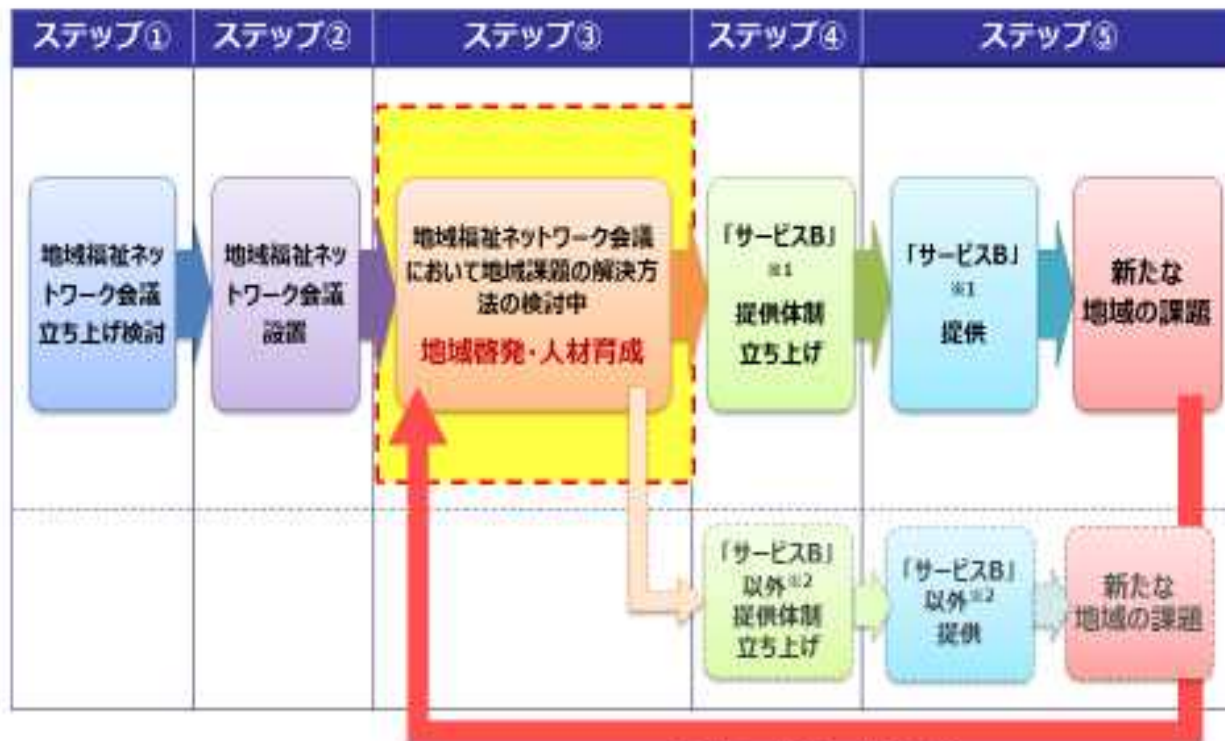 ステップ①
ステップ②
ステップ③
ステップ④
ステップ⑤
地域福祉ネッ
トワーク会議
立ち上げ検討
地域福祉ネッ
トワーク会議
設置
地域福祉ネットワーク会議
において地域課題の解決方
法の検討中
地域啓発・人材育成
「サービスB」
※1
提供体制
立ち上げ
「サービスB」
※1
提供
新たな
地域の課題
「サービスB」
以外※2
提供体制
立ち上げ
「サービスB」
以外※2
提供
新たな
地域の課題